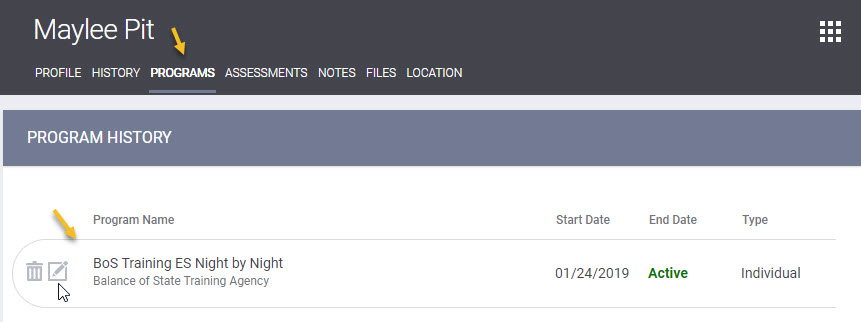 Maylee Pit
PROFILE HISTORY PROGRAMS ASSESSMENTS NOTES FILES LOCATION
PROGRAM HISTORY
Program Name Start Date End Date Type
BoS Training ES Night by Night 01/24/2019 Active Individual
Balance of State Training Agency